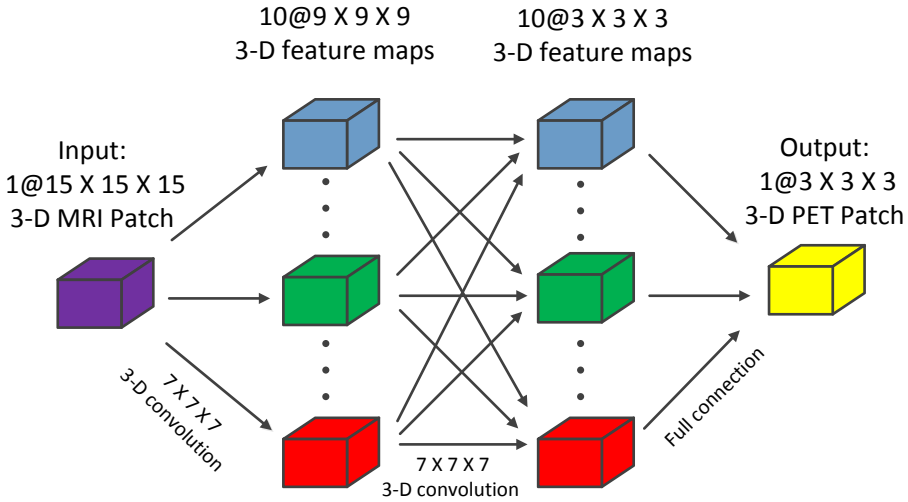 10@9 X 9 X 9
3-D feature maps
10@3 X 3 X 3
3-D feature maps
Input:
1@15 X 15 X 15
3-D MRI Patch
Output:
1@3 X 3 X 3
3-D PET Patch
7 X 7 X 7
3-D convolution
7 X 7 X 7
3-D convolution
Full connection